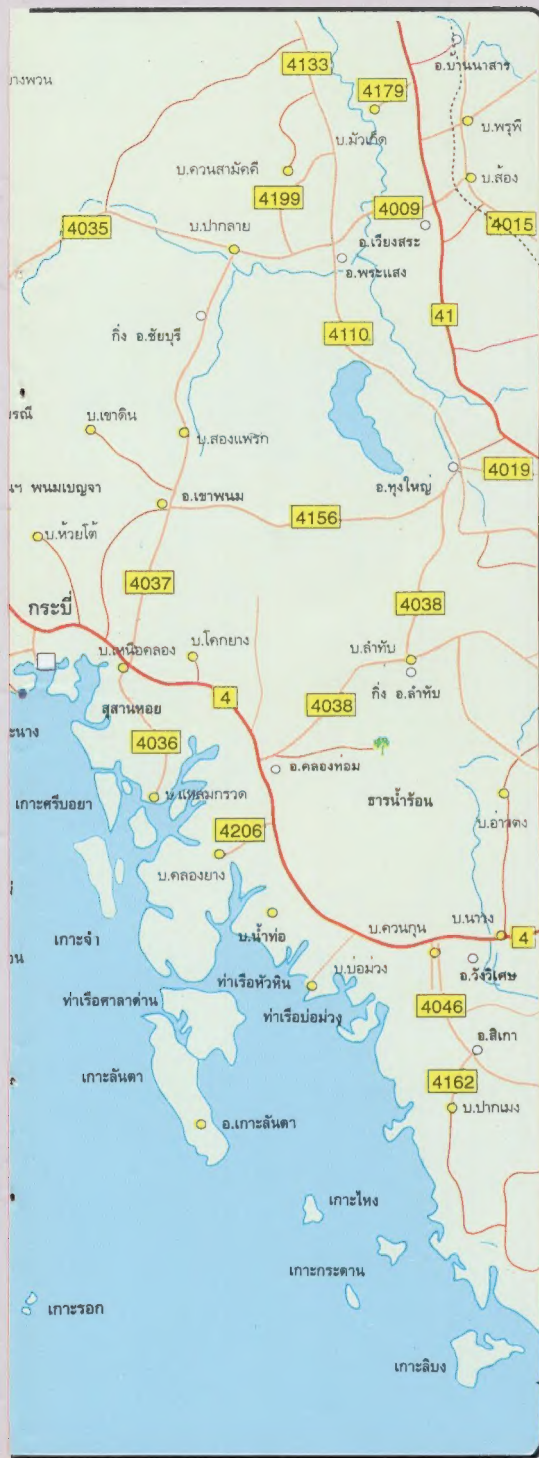 อ.บ้านนาสาร
4133
างพวน
4179
บ.พรุพี
บ.มัวเก็ด
บ.ควนสามัคคี
บ.ส้อง
4199
4009
4035
4015
บ.ปากลาย
อ.เวียงสระ
อ.พระแสง
41
กิ่ง อ.ชัยบุรี
4110
รณี
บ.เขาดิน
บ.สองแพรก
4019
อ.ทุ่งใหญ่
นฯ พนมเบญจา
อ.เขาพนม
4156
บ.ห้วยโต้
4037
กระบี่
4038
บ.โคกยาง
บ.ลำทับ
บ.เหนือคลอง
กิ่ง อ.ลำทับ
4
สุสานหอย
4038
ะนาง
4036
อ.คลองท่อม
เกาะศรีบอยา
บ.แหลมกรวด
ธารน้ำร้อน
บ.อ่าวตง
4206
บ.คลองยาง
บ.น้ำท่อ
บ.ควนกุน
บ.นาวง
4
เกาะจำ
อน
อ.วังวิเศษ
ท่าเรือหัวหิน
บ.บ่อม่วง
ท่าเรือศาลาด่าน
4046
ท่าเรือบ่อม่วง
อ.สิเกา
เกาะลันตา
4162
บ.ปากเมง
อ.เกาะลันตา
เกาะไหง
เกาะกระดาน
เกาะรอก
เกาะลิบง